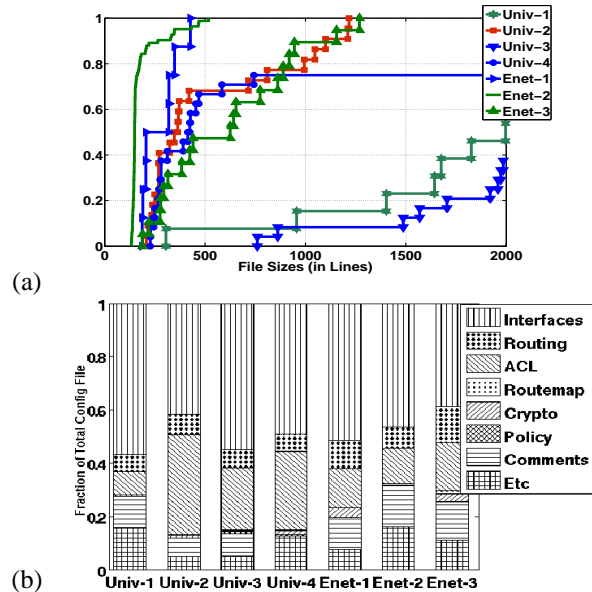 (a)
1
0.8
0.6
0.4
0.2
0
0
500
1000
1500
2000
File Sizes (in Lines)
Univ-1
Univ-2
Univ-3
Univ-4
Enet-1
Enet-2
Enet-3
(b)
Fraction of Total Config File
1
0.8
0.6
0.4
0.2
0
Univ-1 Univ-2 Univ-3 Univ-4 Enet-1 Enet-2 Enet-3
Interfaces
Routing
ACL
Routemap
Crypto
Policy
Comments
Etc